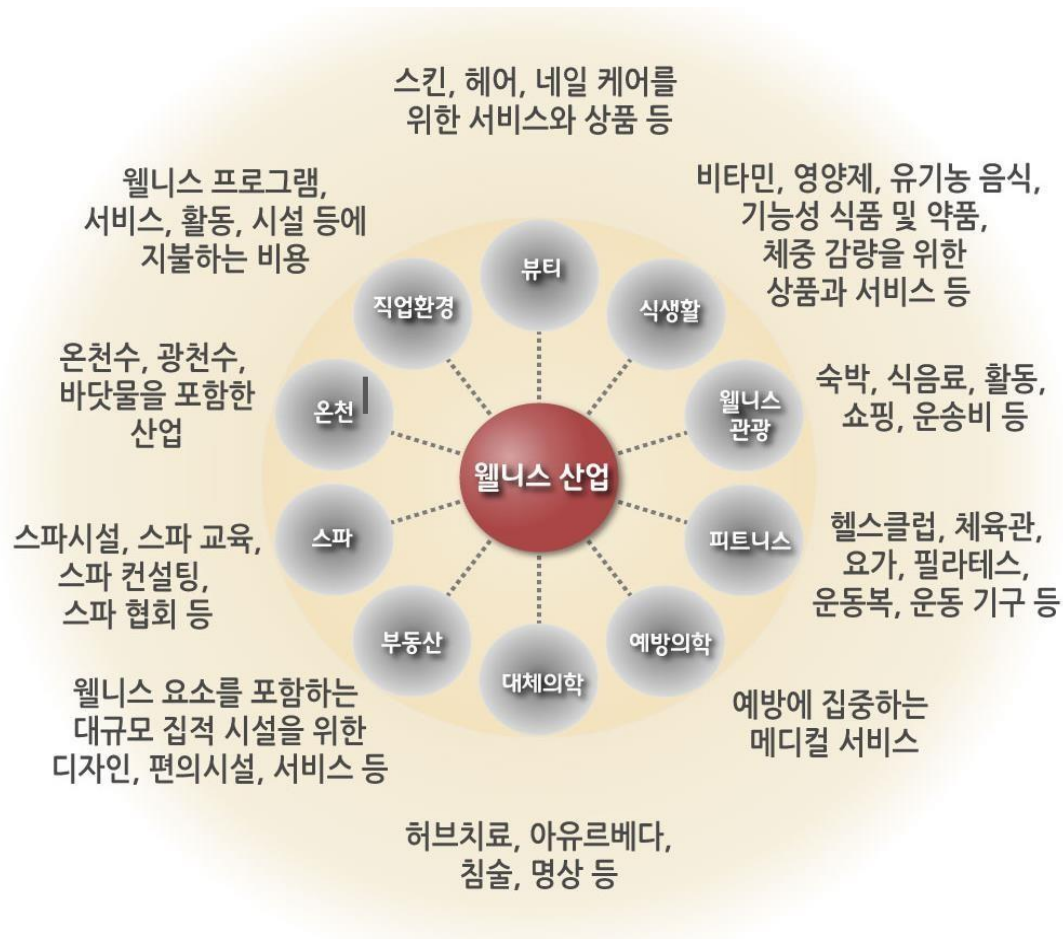 스킨, 헤어, 네일 케어를
위한 서비스와 상품 등
웰니스 프로그램,
서비스, 활동, 시설 등에
지불하는 비용
비타민, 영양제, 유기농 음식,
기능성 식품 및 약품,
체중 감량을 위한
상품과 서비스 등
뷰티
직업환경
식생활
온천수, 광천수,
바닷물을 포함한
산업
온천
웰니스
관광
숙박, 식음료, 활동,
쇼핑, 운송비 등
웰니스 산업
스파시설, 스파 교육,
스파 컨설팅,
스파 협회 등
스파
피트니스
헬스클럽, 체육관,
요가, 필라테스,
운동복, 운동 기구 등
부동산
대체의학
예방의학
웰니스 요소를 포함하는
대규모 집적 시설을 위한
디자인, 편의시설, 서비스 등
예방에 집중하는
메디컬 서비스
허브치료, 아유르베다,
침술, 명상 등